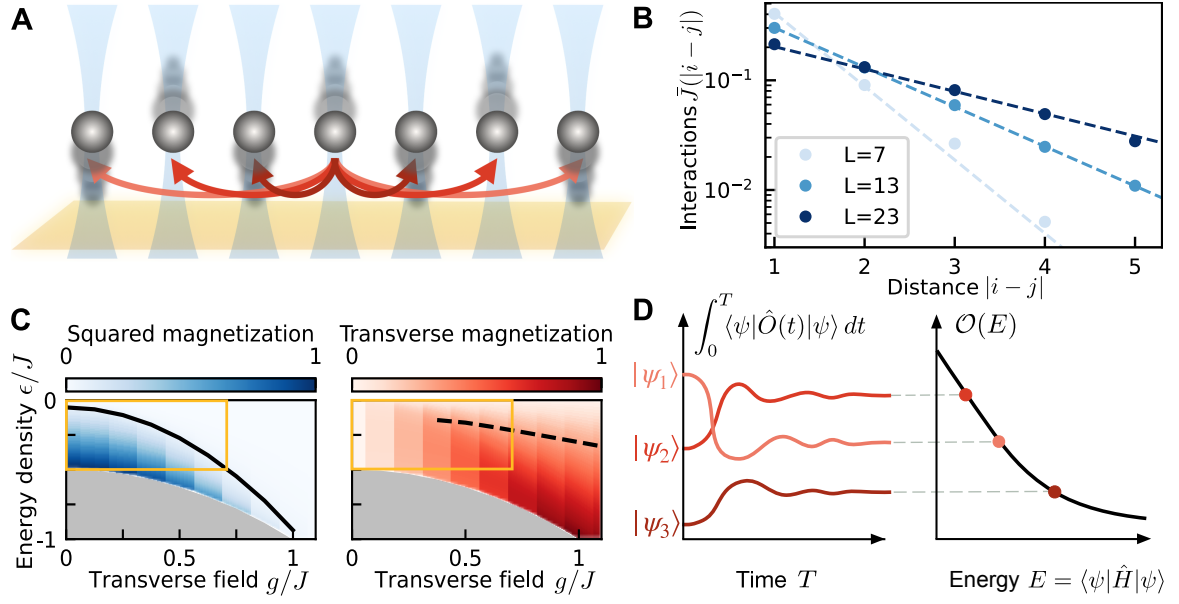 A
B
Interactions J̄(|i − j|)
10⁻¹
10⁻²
L=7
L=13
L=23
1
2
3
4
5
Distance |i − j|
C
Squared magnetization
0
1
Transverse magnetization
0
1
Energy density ϵ/J
0
-1
0
0.5
1
Transverse field g/J
0
0.5
1
Transverse field g/J
D
∫₀ᵀ⟨ψ|Ô(t)|ψ⟩ dt
|ψ₁⟩
|ψ₂⟩
|ψ₃⟩
Time T
𝒪(E)
Energy E = ⟨ψ|Ĥ|ψ⟩